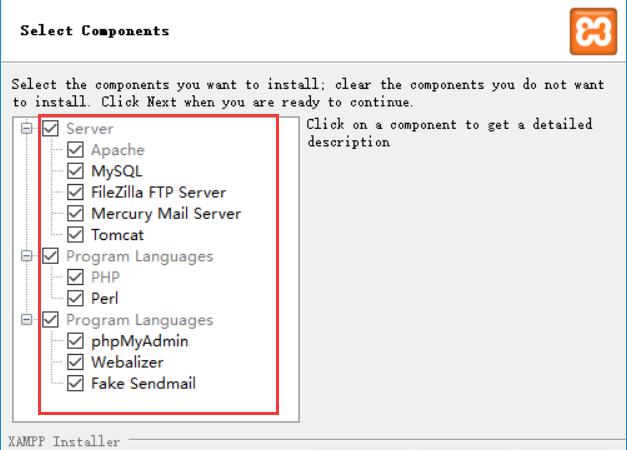 Select Components
Select the components you want to install; clear the components you do not want
to install. Click Next when you are ready to continue.
Server
Apache
MySQL
FileZilla FTP Server
Mercury Mail Server
Tomcat
Program Languages
PHP
Perl
Program Languages
phpMyAdmin
Webalizer
Fake Sendmail
Click on a component to get a detailed
description
XAMPP Installer